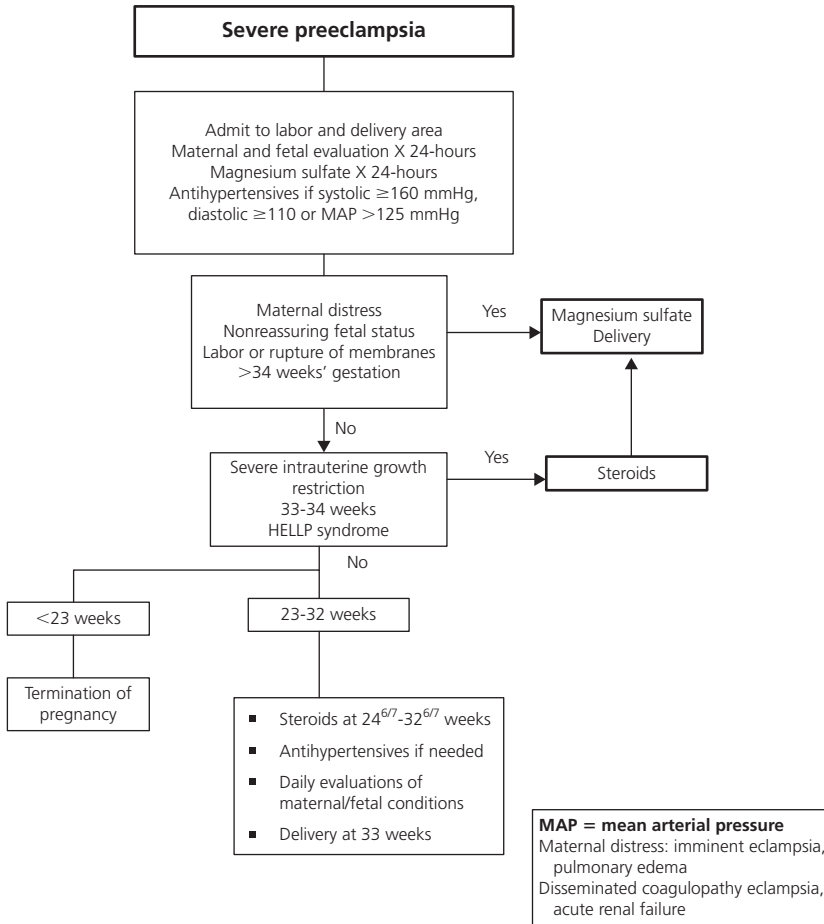 Severe preeclampsia
Admit to labor and delivery area
Maternal and fetal evaluation X 24-hours
Magnesium sulfate X 24-hours
Antihypertensives if systolic ≥160 mmHg,
diastolic ≥110 or MAP >125 mmHg
Maternal distress
Nonreassuring fetal status
Labor or rupture of membranes
>34 weeks’ gestation
Yes
Magnesium sulfate
Delivery
No
Severe intrauterine growth
restriction
33-34 weeks
HELLP syndrome
Yes
Steroids
No
<23 weeks
23-32 weeks
Termination of
pregnancy
■ Steroids at 24^6/7-32^6/7 weeks
■ Antihypertensives if needed
■ Daily evaluations of
maternal/fetal conditions
■ Delivery at 33 weeks
MAP = mean arterial pressure
Maternal distress: imminent eclampsia,
pulmonary edema
Disseminated coagulopathy eclampsia,
acute renal failure